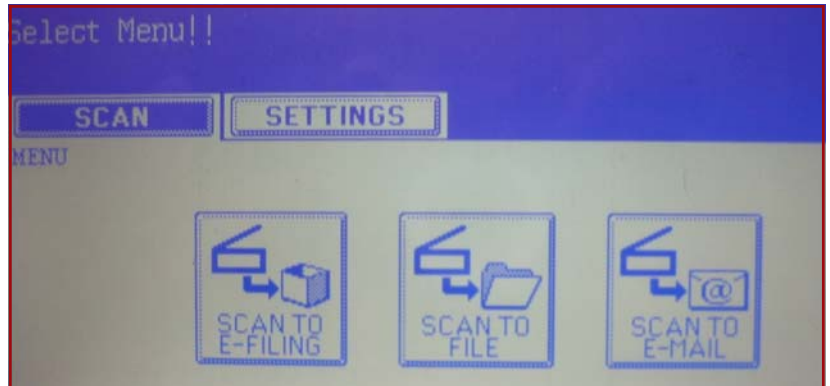 Select Menu!!
SCAN
SETTINGS
MENU
SCAN TO
E-FILING
SCAN TO
FILE
@
SCAN TO
E-MAIL